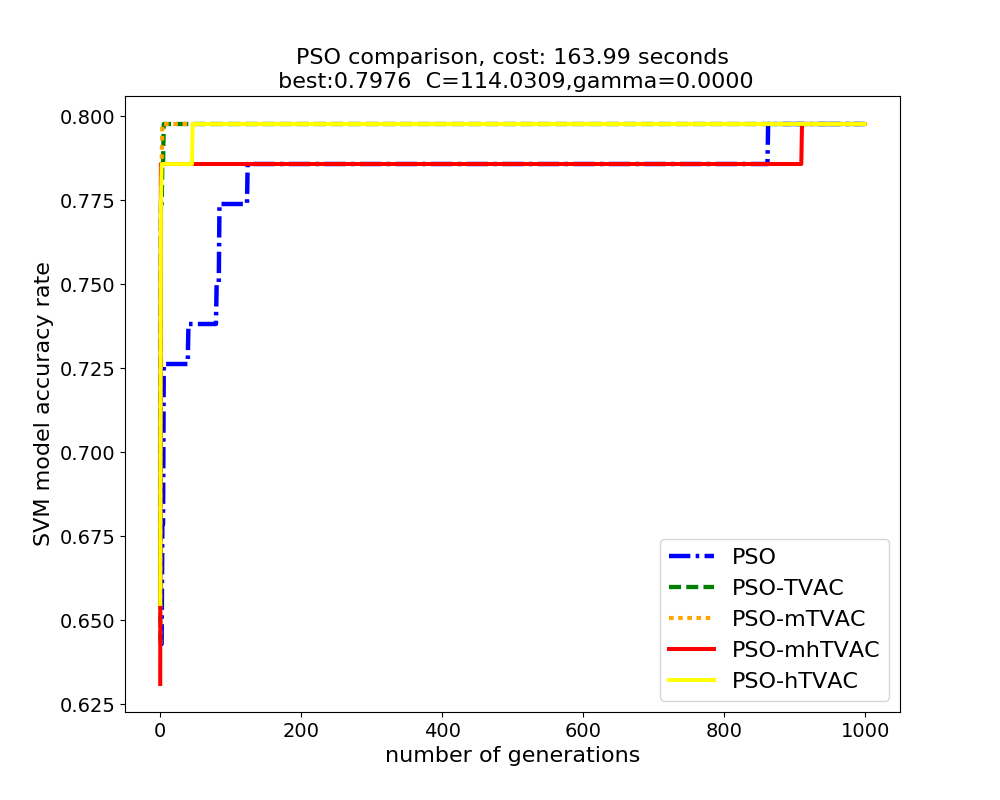 PSO comparison, cost: 163.99 seconds
best:0.7976  C=114.0309,gamma=0.0000
SVM model accuracy rate
0.800
0.775
0.750
0.725
0.700
0.675
0.650
0.625
PSO
PSO-TVAC
PSO-mTVAC
PSO-mhTVAC
PSO-hTVAC
0 200 400 600 800 1000
number of generations